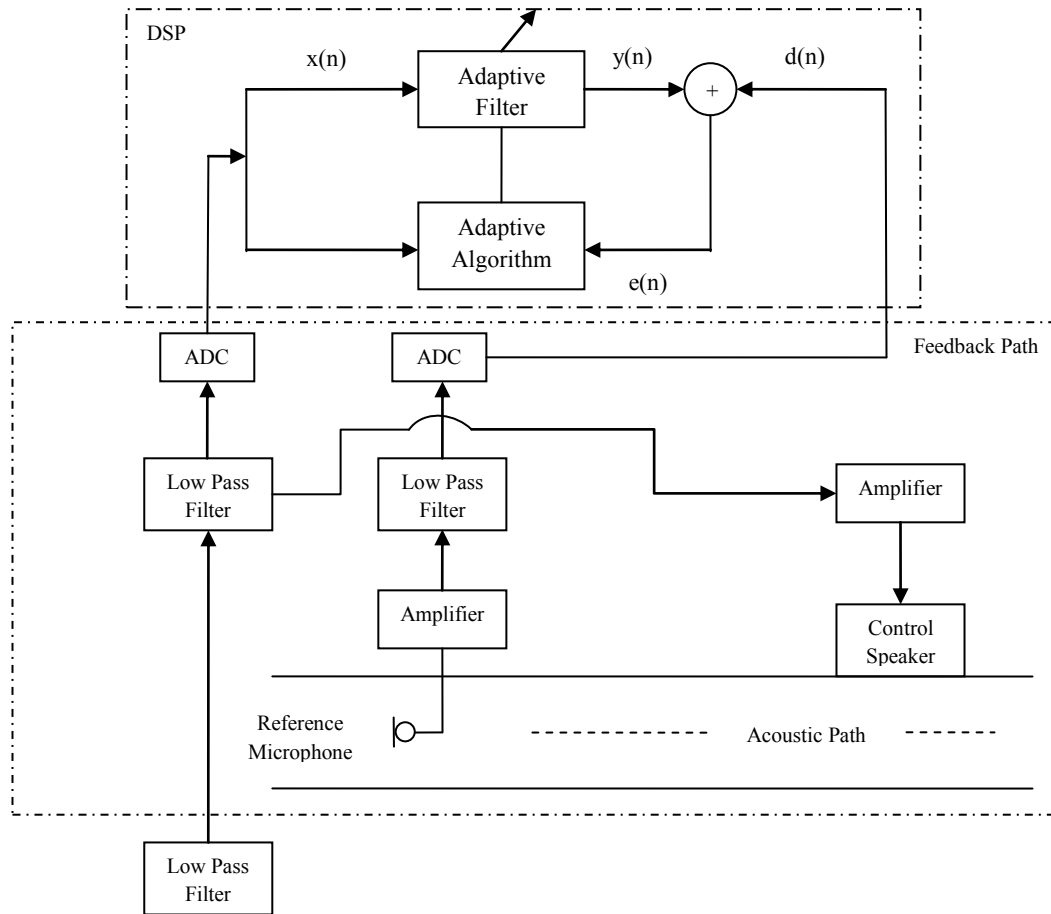 DSP
x(n)
Adaptive
Filter
y(n)
+
d(n)
Adaptive
Algorithm
e(n)
ADC
ADC
Feedback Path
Low Pass
Filter
Low Pass
Filter
Amplifier
Amplifier
Control
Speaker
Reference
Microphone
Acoustic Path
Low Pass
Filter